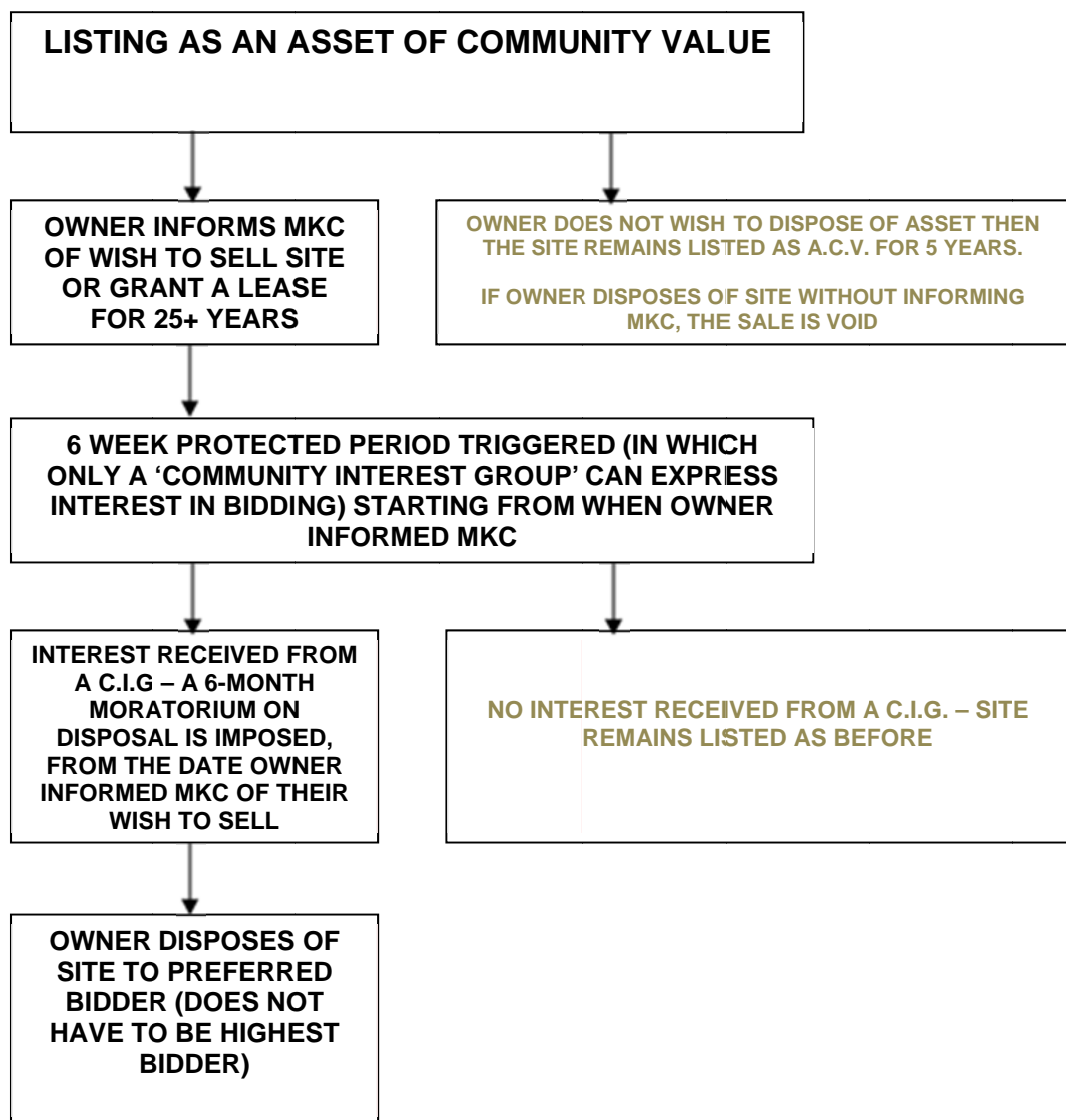 LISTING AS AN ASSET OF COMMUNITY VALUE
OWNER INFORMS MKC
OF WISH TO SELL SITE
OR GRANT A LEASE
FOR 25+ YEARS
OWNER DOES NOT WISH TO DISPOSE OF ASSET THEN
THE SITE REMAINS LISTED AS A.C.V. FOR 5 YEARS.
IF OWNER DISPOSES OF SITE WITHOUT INFORMING
MKC, THE SALE IS VOID
6 WEEK PROTECTED PERIOD TRIGGERED (IN WHICH
ONLY A ‘COMMUNITY INTEREST GROUP’ CAN EXPRESS
INTEREST IN BIDDING) STARTING FROM WHEN OWNER
INFORMED MKC
INTEREST RECEIVED FROM
A C.I.G – A 6-MONTH
MORATORIUM ON
DISPOSAL IS IMPOSED,
FROM THE DATE OWNER
INFORMED MKC OF THEIR
WISH TO SELL
NO INTEREST RECEIVED FROM A C.I.G. – SITE
REMAINS LISTED AS BEFORE
OWNER DISPOSES OF
SITE TO PREFERRED
BIDDER (DOES NOT
HAVE TO BE HIGHEST
BIDDER)